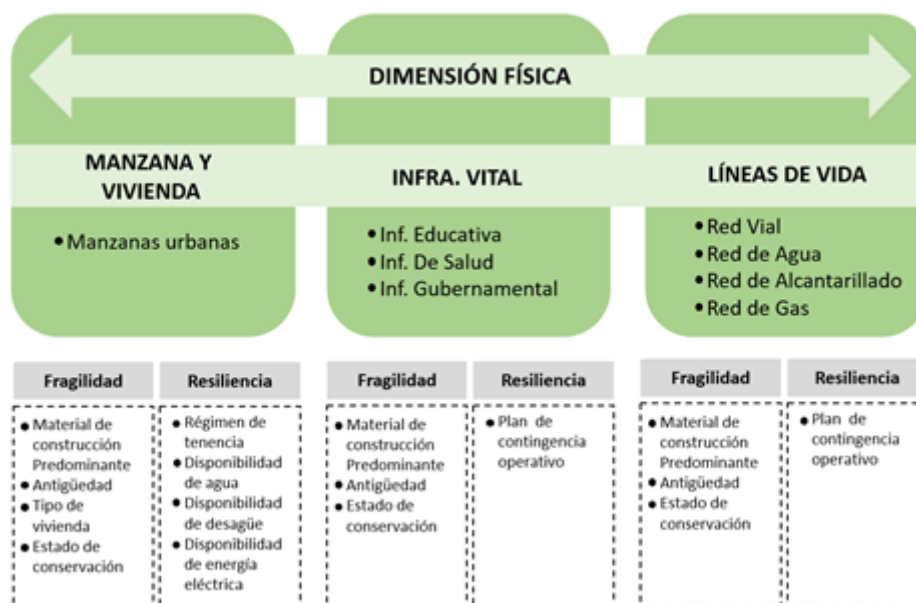 DIMENSIÓN FÍSICA
MANZANA Y
VIVIENDA
• Manzanas urbanas
INFRA. VITAL
• Inf. Educativa
• Inf. De Salud
• Inf. Gubernamental
LÍNEAS DE VIDA
• Red Vial
• Red de Agua
• Red de Alcantarillado
• Red de Gas
Fragilidad
• Material de
construcción
Predominante
• Antigüedad
• Tipo de
vivienda
• Estado de
conservación
Resiliencia
• Régimen de
tenencia
• Disponibilidad
de agua
• Disponibilidad
de desagüe
• Disponibilidad
de energía
eléctrica
Fragilidad
• Material de
construcción
Predominante
• Antigüedad
• Estado de
conservación
Resiliencia
• Plan de
contingencia
operativo
Fragilidad
• Material de
construcción
Predominante
• Antigüedad
• Estado de
conservación
Resiliencia
• Plan de
contingencia
operativo